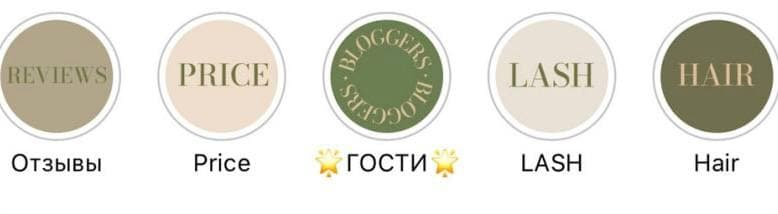 REVIEWS
PRICE
BLOGGERS · BLOGGERS ·
LASH
HAIR
Отзывы
Price
🌟ГОСТИ🌟
LASH
Hair